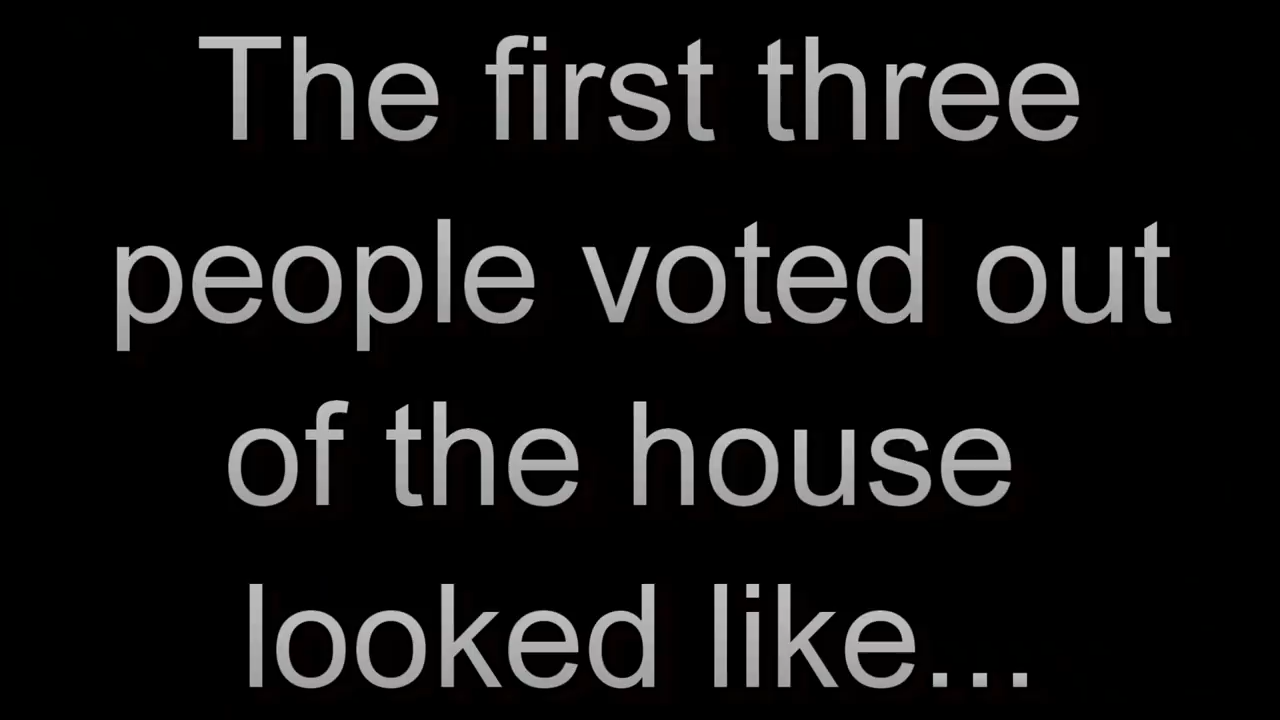 The first three
people voted out
of the house
looked like...